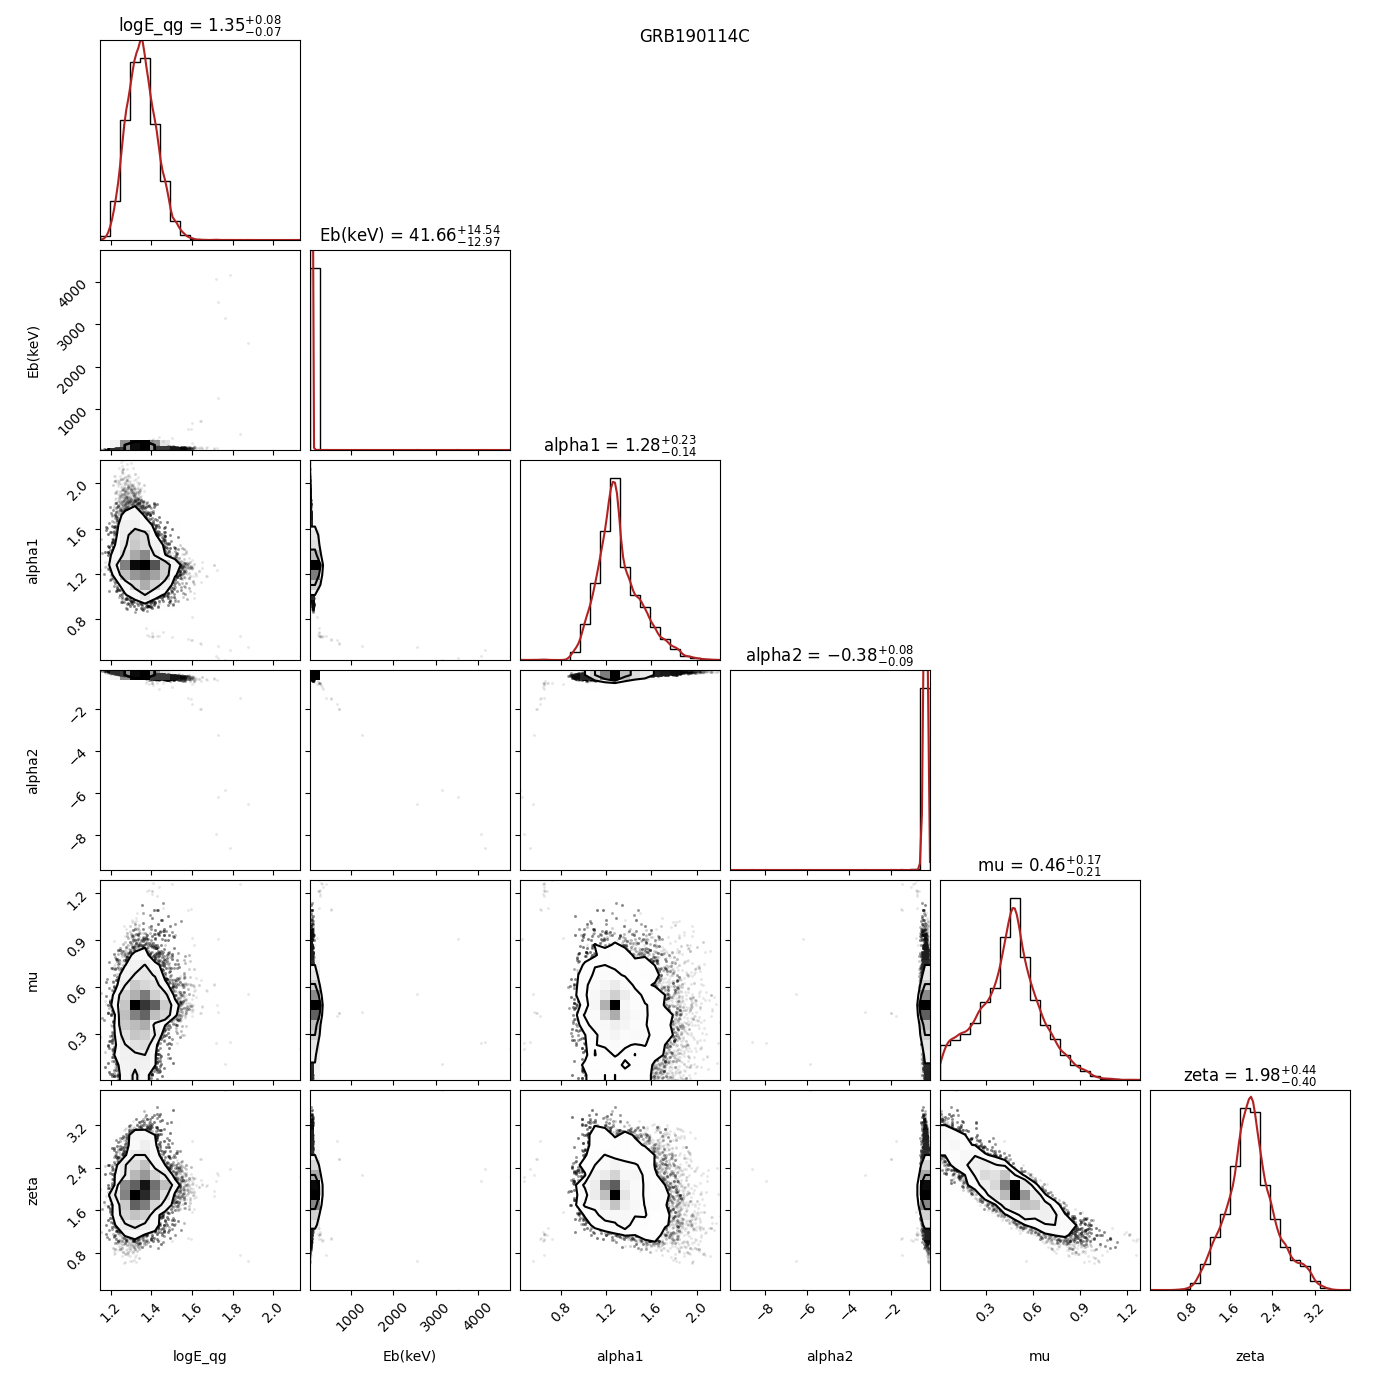 logE_qg = 1.35+0.08 −0.07
GRB190114C
Eb(keV) = 41.66+14.54 −12.97
4000
3000
2000
1000
Eb(keV)
alpha1 = 1.28+0.23 −0.14
2.0
1.6
1.2
0.8
alpha1
alpha2 = −0.38+0.08 −0.09
−2
−4
−6
−8
alpha2
mu = 0.46+0.17 −0.21
1.2
0.9
0.6
0.3
mu
zeta = 1.98+0.44 −0.40
3.2
2.4
1.6
0.8
zeta
1.2 1.4 1.6 1.8 2.0 1000 2000 3000 4000 0.8 1.2 1.6 2.0 −8 −6 −4 −2 0.3 0.6 0.9 1.2 0.8 1.6 2.4 3.2
logE_qg Eb(keV) alpha1 alpha2 mu zeta